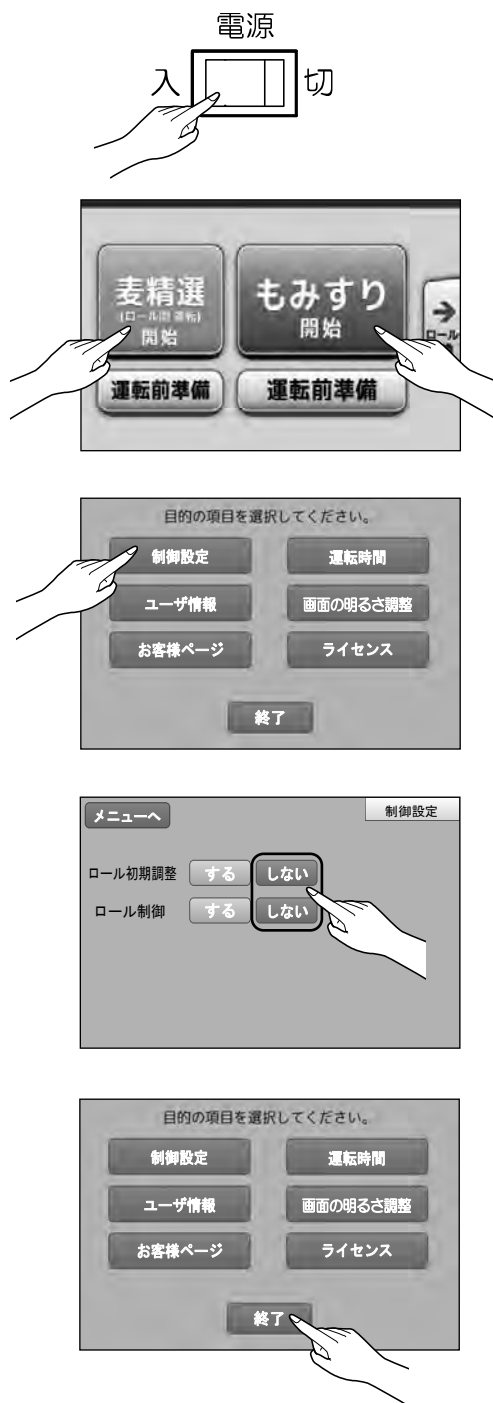 電源
入 切
麦精選 もみすり
開始 開始
ロール
運転前準備 運転前準備
目的の項目を選択してください。
制御設定 運転時間
ユーザ情報 画面の明るさ調整
お客様ページ ライセンス
終了
メニューへ 制御設定
ロール初期調整 する しない
ロール制御 する しない
目的の項目を選択してください。
制御設定 運転時間
ユーザ情報 画面の明るさ調整
お客様ページ ライセンス
終了